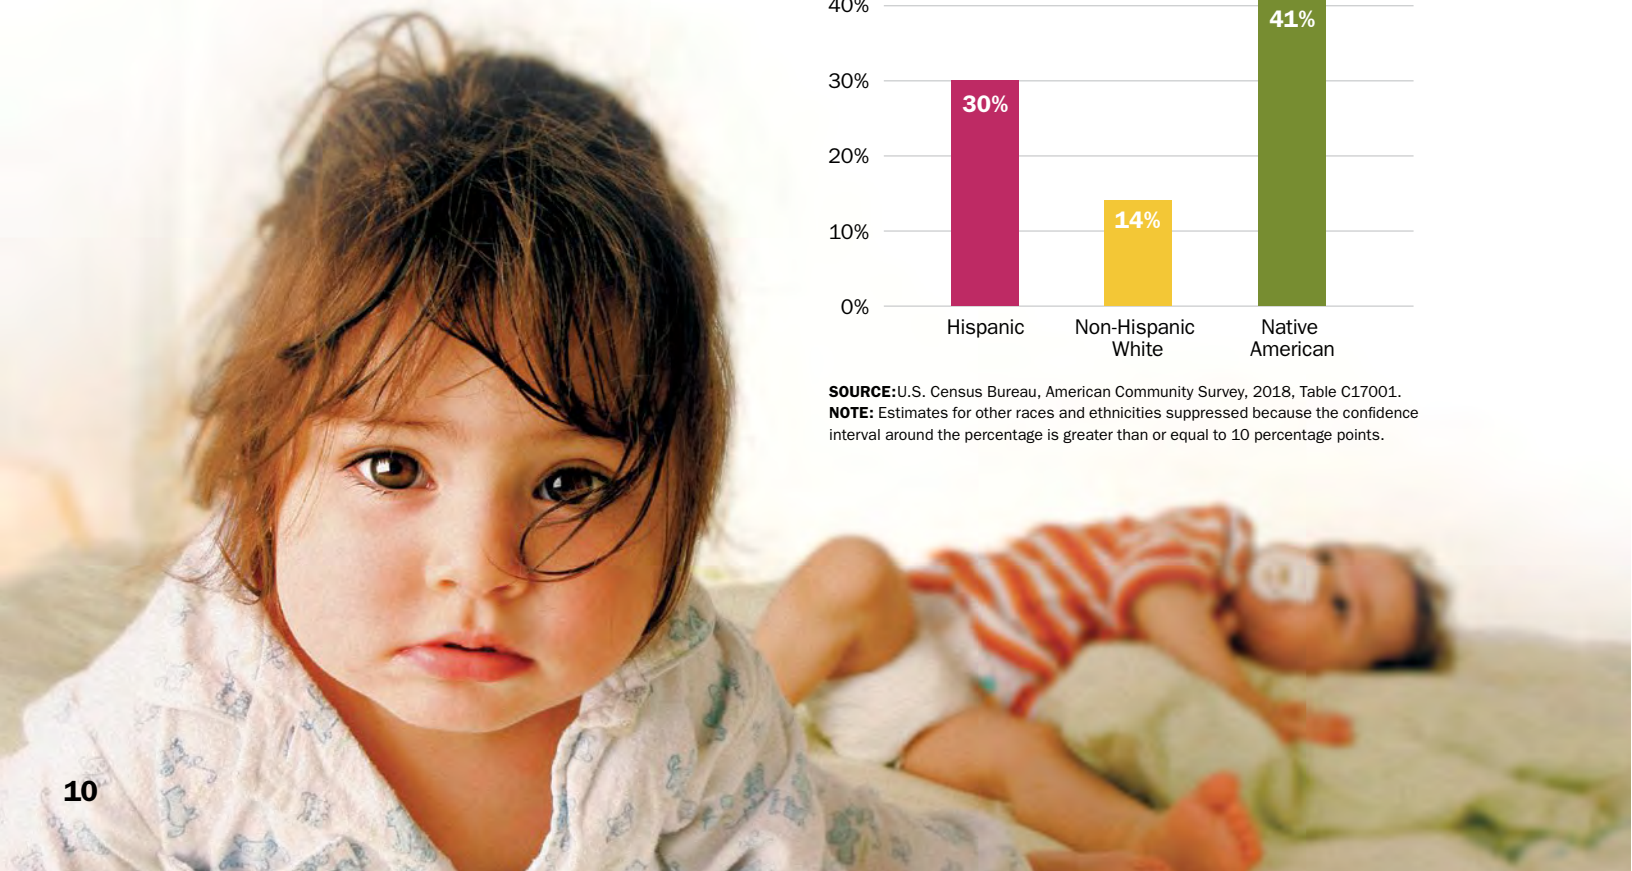 40%
41%
30%
30%
20%
14%
10%
0%
Hispanic
Non-Hispanic
White
Native
American
SOURCE:U.S. Census Bureau, American Community Survey, 2018, Table C17001.
NOTE: Estimates for other races and ethnicities suppressed because the confidence
interval around the percentage is greater than or equal to 10 percentage points.
10